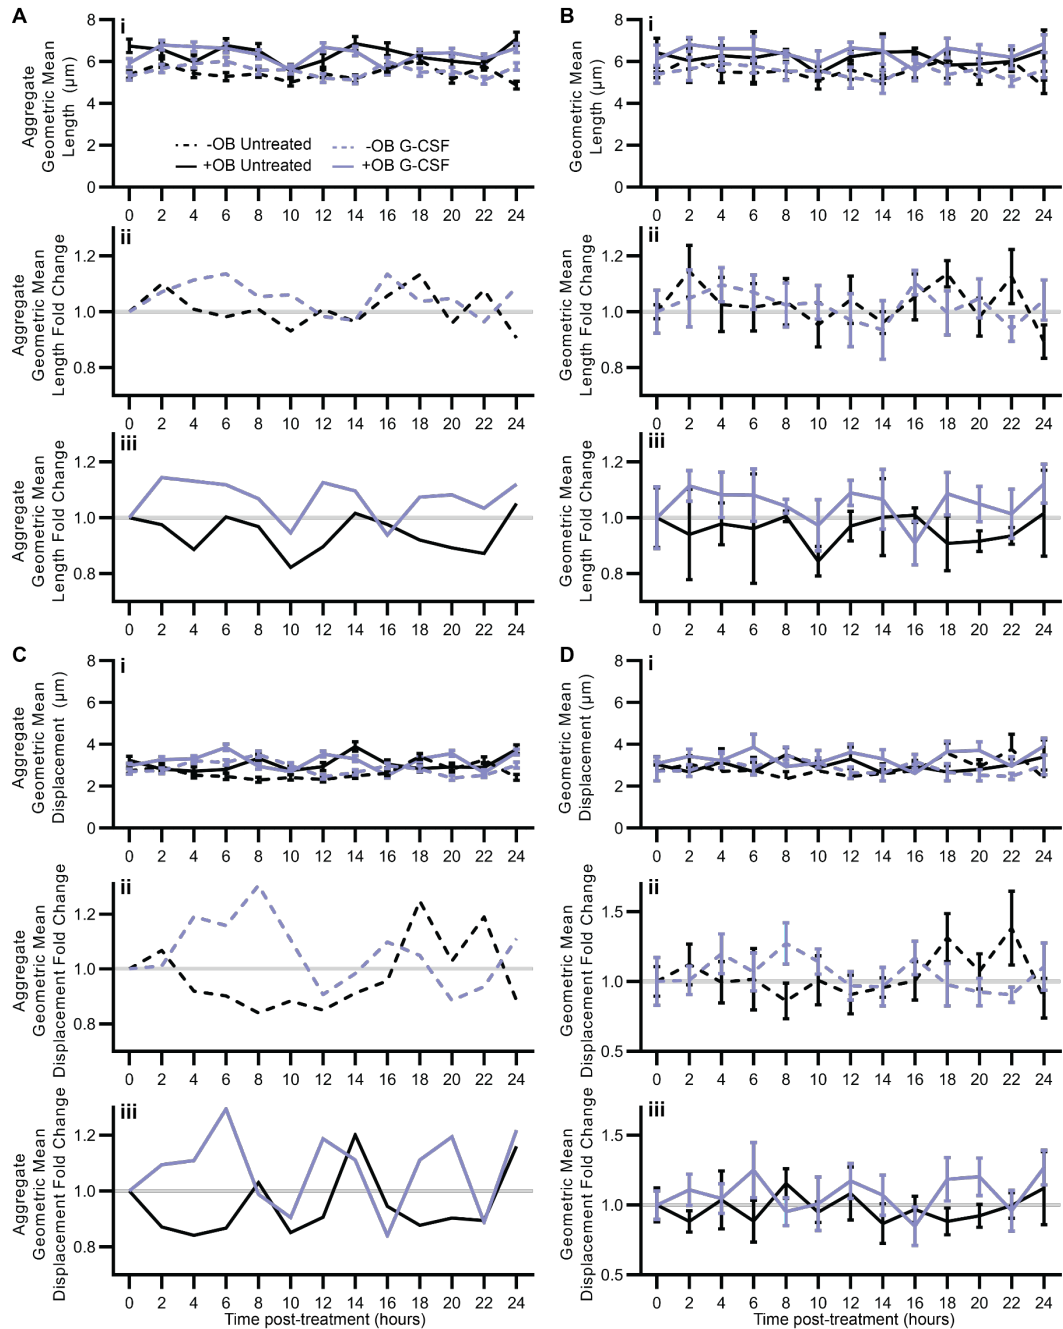 A
i
Aggregate
Geometric Mean
Length (µm)
8
6
4
2
0
-OB Untreated
-OB G-CSF
+OB Untreated
+OB G-CSF
0 2 4 6 8 10 12 14 16 18 20 22 24
ii
Aggregate
Geometric Mean
Length Fold Change
1.2
1.0
0.8
0 2 4 6 8 10 12 14 16 18 20 22 24
iii
Aggregate
Geometric Mean
Length Fold Change
1.2
1.0
0.8
0 2 4 6 8 10 12 14 16 18 20 22 24
B
i
Geometric Mean
Length (µm)
8
6
4
2
0
0 2 4 6 8 10 12 14 16 18 20 22 24
ii
Geometric Mean
Length Fold Change
1.2
1.0
0.8
0 2 4 6 8 10 12 14 16 18 20 22 24
iii
Geometric Mean
Length Fold Change
1.2
1.0
0.8
0 2 4 6 8 10 12 14 16 18 20 22 24
C
i
Aggregate
Geometric Mean
Displacement (µm)
8
6
4
2
0
0 2 4 6 8 10 12 14 16 18 20 22 24
ii
Aggregate
Geometric Mean
Displacement Fold Change
1.2
1.0
0.8
0 2 4 6 8 10 12 14 16 18 20 22 24
iii
Aggregate
Geometric Mean
Displacement Fold Change
1.2
1.0
0.8
0 2 4 6 8 10 12 14 16 18 20 22 24
Time post-treatment (hours)
D
i
Geometric Mean
Displacement (µm)
8
6
4
2
0
0 2 4 6 8 10 12 14 16 18 20 22 24
ii
Geometric Mean
Displacement Fold Change
1.5
1.0
0.5
0 2 4 6 8 10 12 14 16 18 20 22 24
iii
Geometric Mean
Displacement Fold Change
1.5
1.0
0.5
0 2 4 6 8 10 12 14 16 18 20 22 24
Time post-treatment (hours)